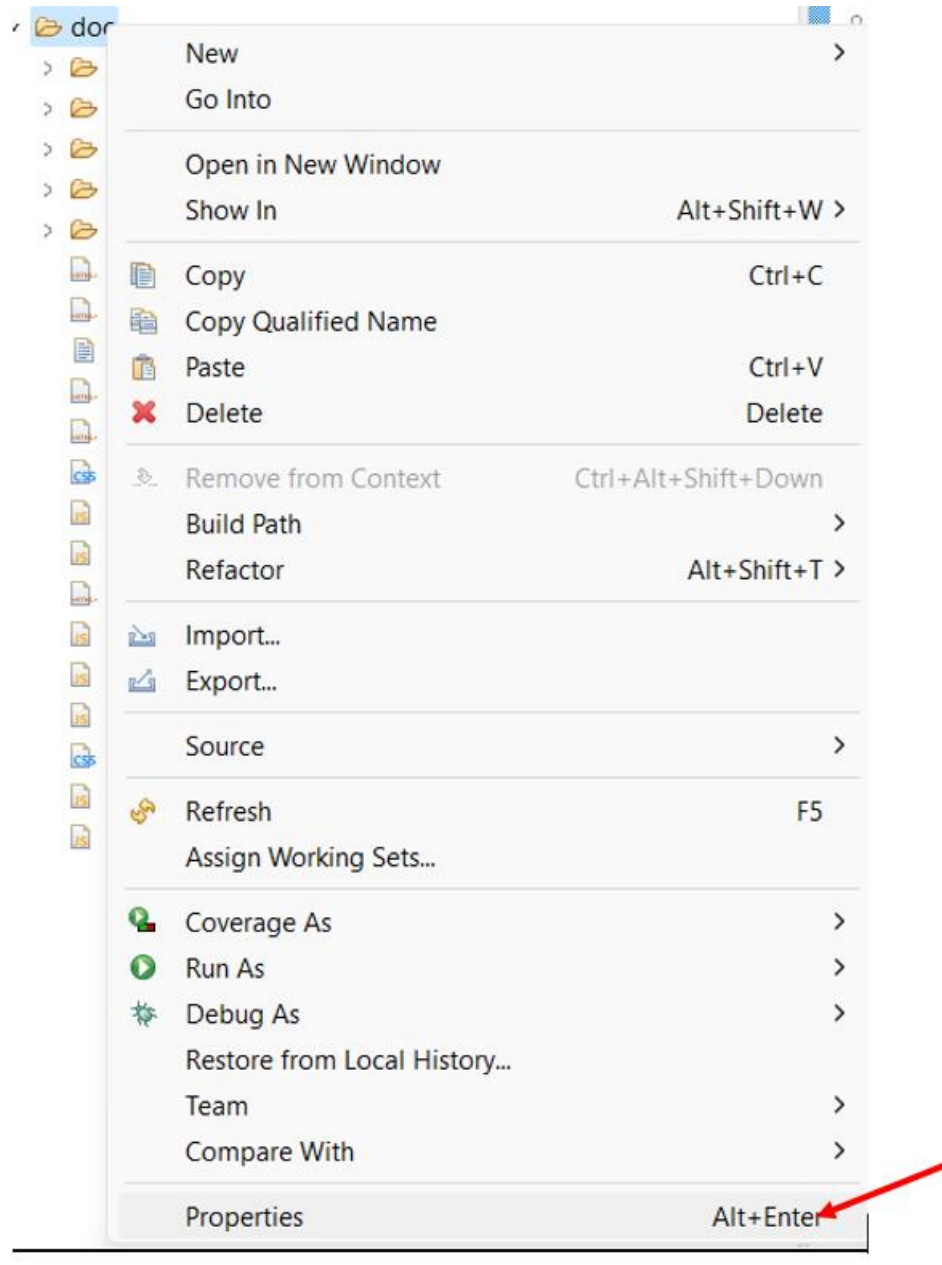 doc
New
Go Into
Open in New Window
Show In Alt+Shift+W
Copy Ctrl+C
Copy Qualified Name
Paste Ctrl+V
Delete Delete
Remove from Context Ctrl+Alt+Shift+Down
Build Path
Refactor Alt+Shift+T
Import...
Export...
Source
Refresh F5
Assign Working Sets...
Coverage As
Run As
Debug As
Restore from Local History...
Team
Compare With
Properties Alt+Enter